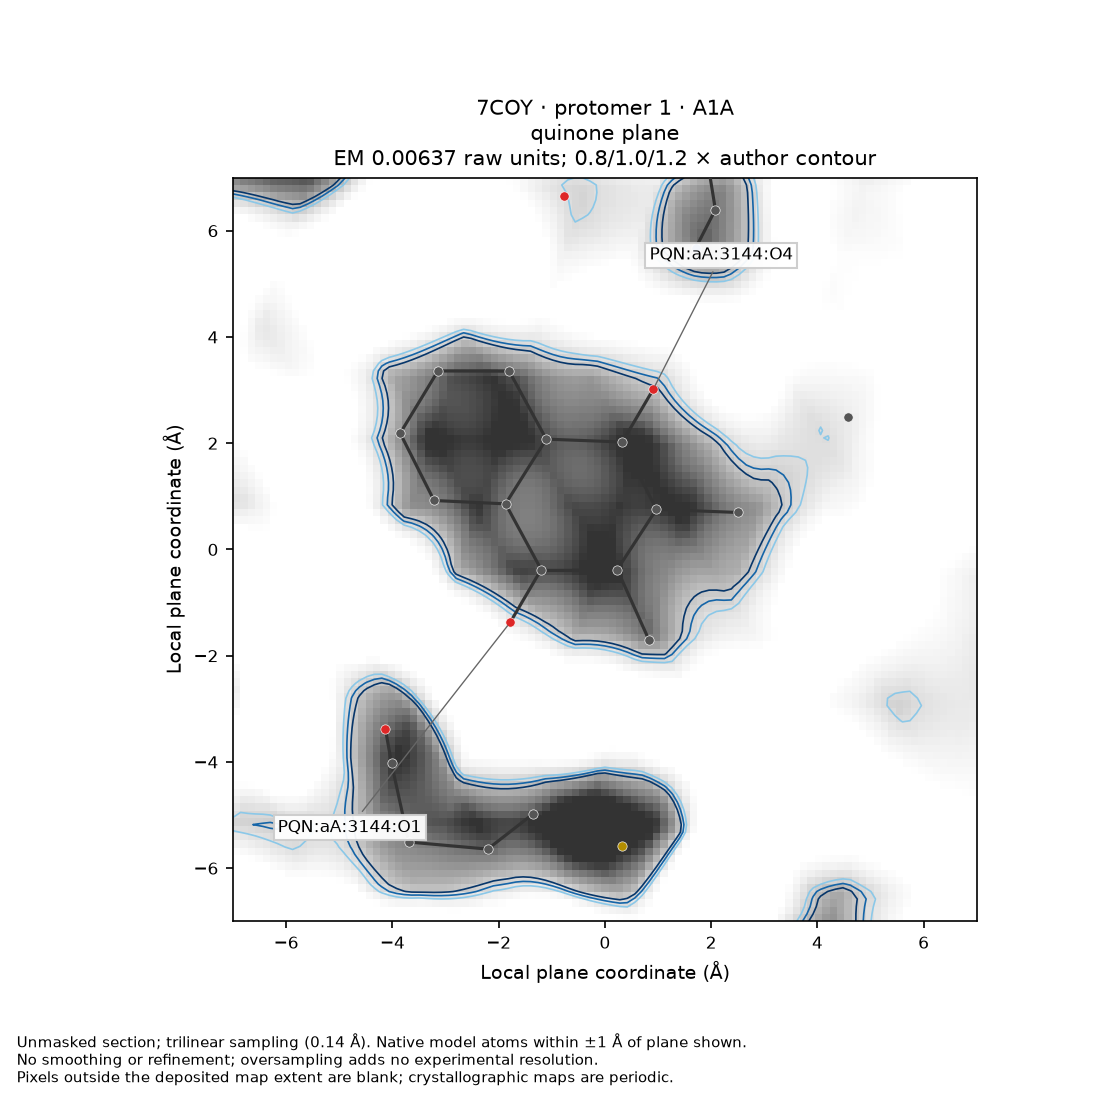 7COY · protomer 1 · A1A
quinone plane
EM 0.00637 raw units; 0.8/1.0/1.2 × author contour
6
PQN:aA:3144:O4
4
2
0
−2
−4
PQN:aA:3144:O1
−6
−6 −4 −2 0 2 4 6
Local plane coordinate (Å)
Local plane coordinate (Å)
Unmasked section; trilinear sampling (0.14 Å). Native model atoms within ±1 Å of plane shown.
No smoothing or refinement; oversampling adds no experimental resolution.
Pixels outside the deposited map extent are blank; crystallographic maps are periodic.